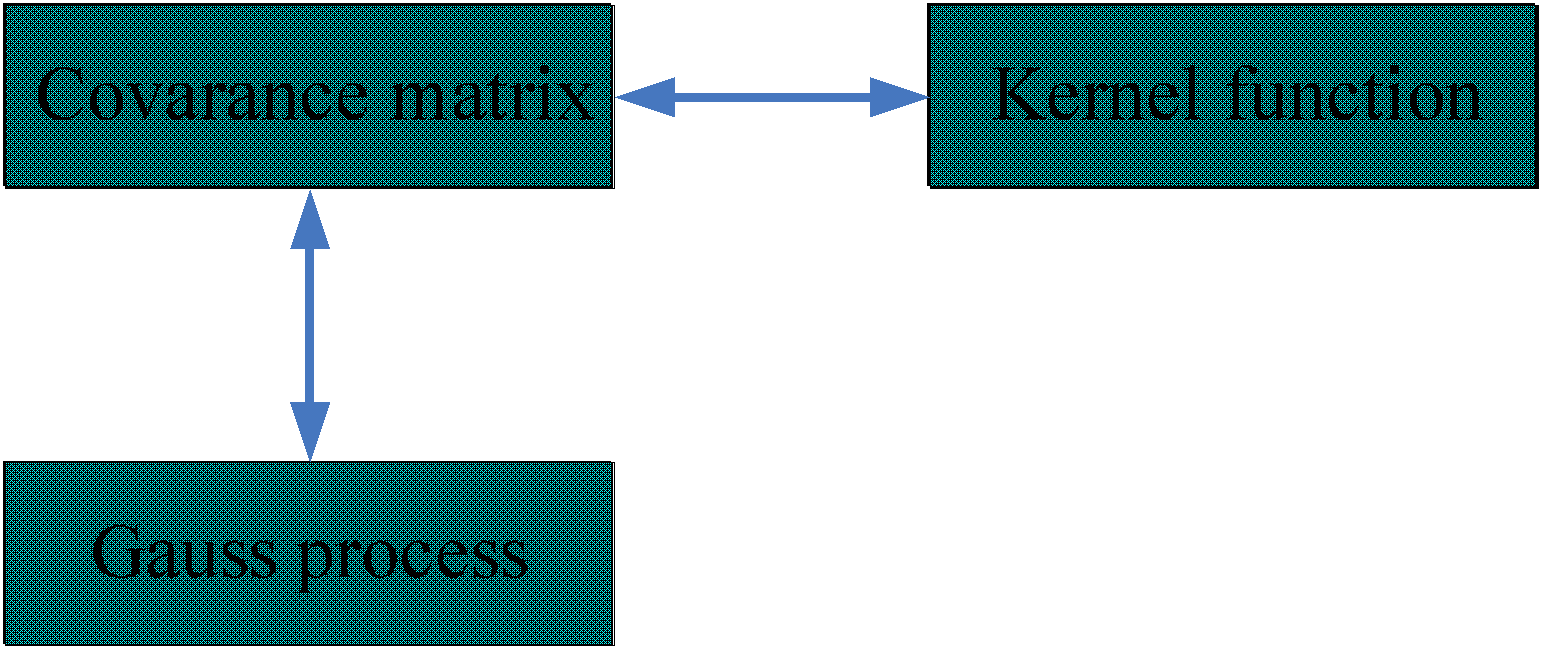 Covarance matrix
Kernel function
Gauss process